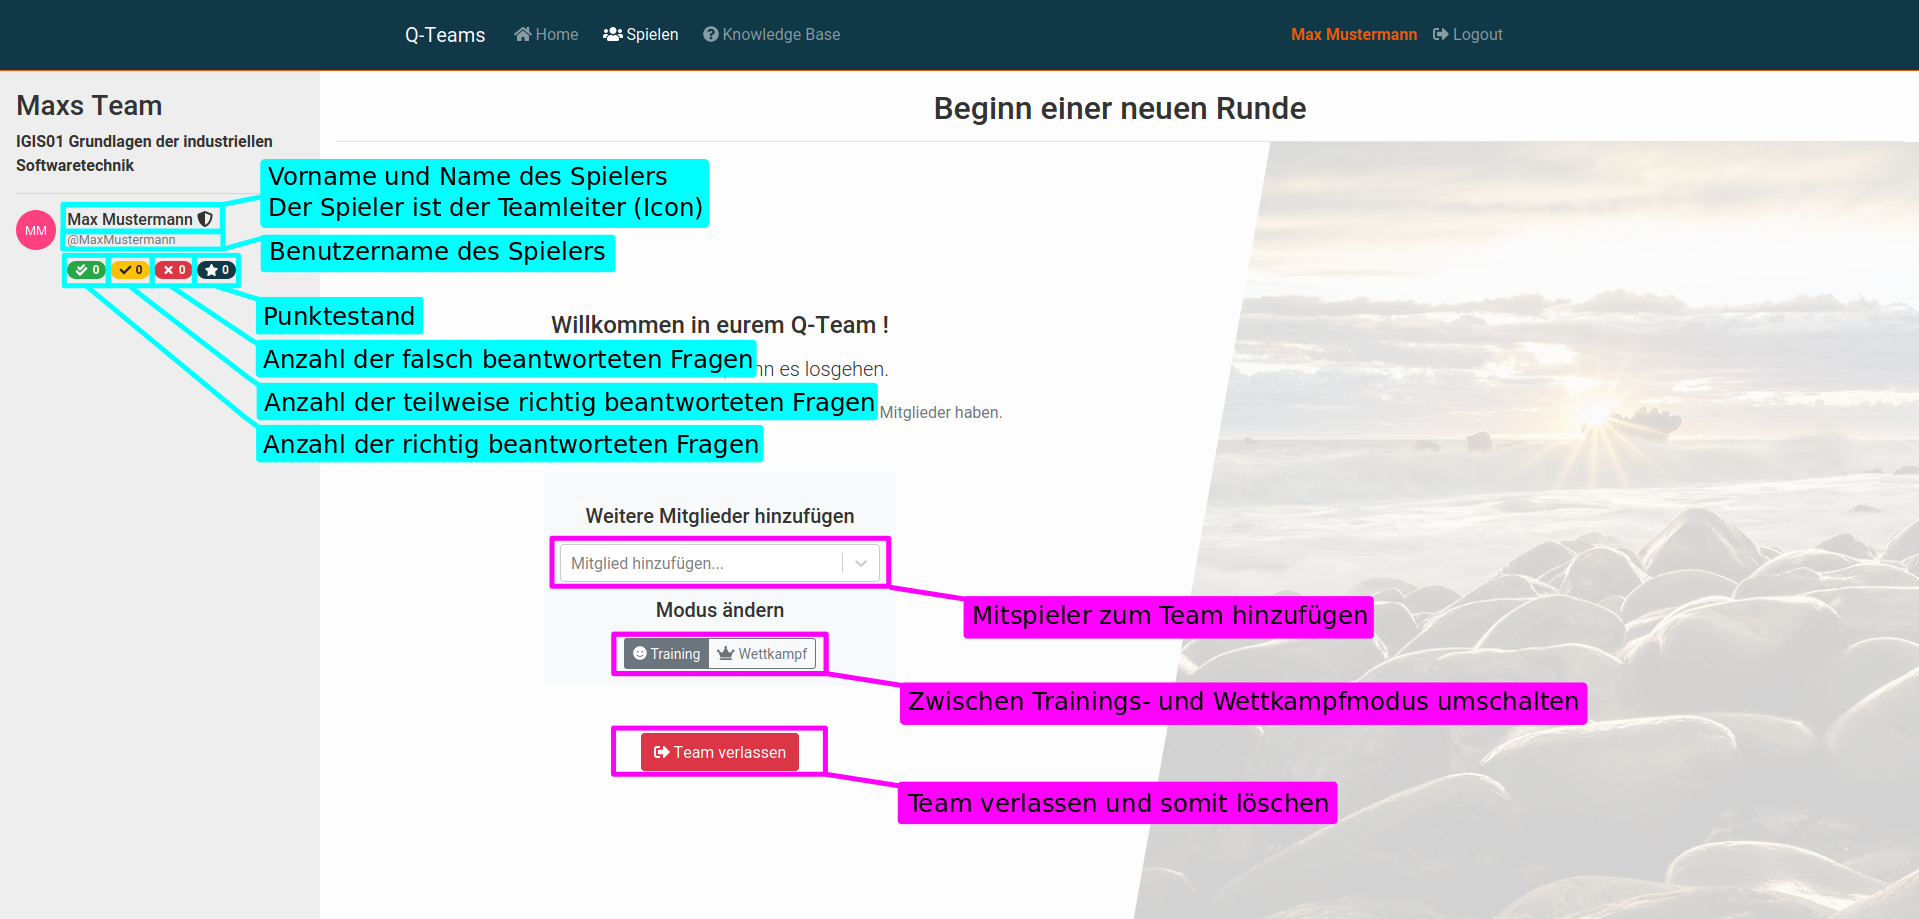 Q-Teams Home Spielen Knowledge Base Max Mustermann Logout
Maxs Team
IGIS01 Grundlagen der industriellen
Softwaretechnik
Beginn einer neuen Runde
Vorname und Name des Spielers
Der Spieler ist der Teamleiter (Icon)
MM
Max Mustermann
@MaxMustermann
Benutzername des Spielers
0 0 0 0
Punktestand
Willkommen in eurem Q-Team !
Anzahl der falsch beantworteten Fragen
es losgehen.
Anzahl der teilweise richtig beantworteten Fragen
Mitglieder haben.
Anzahl der richtig beantworteten Fragen
Weitere Mitglieder hinzufügen
Mitglied hinzufügen...
Mitspieler zum Team hinzufügen
Modus ändern
Training Wettkampf
Zwischen Trainings- und Wettkampfmodus umschalten
Team verlassen
Team verlassen und somit löschen